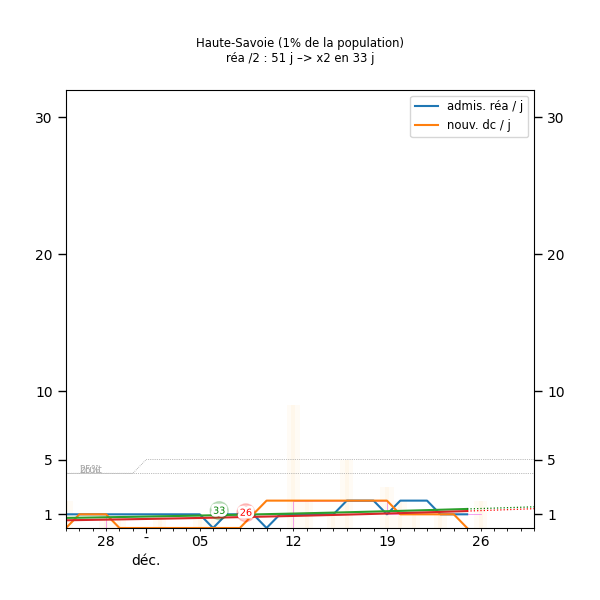 Haute-Savoie (1% de la population)
réa /2 : 51 j –> x2 en 33 j
admis. réa / j
nouv. dc / j
30 30
20 20
10 10
5 5
25%
33 26
1 1
28 - 05 12 19 26
déc.